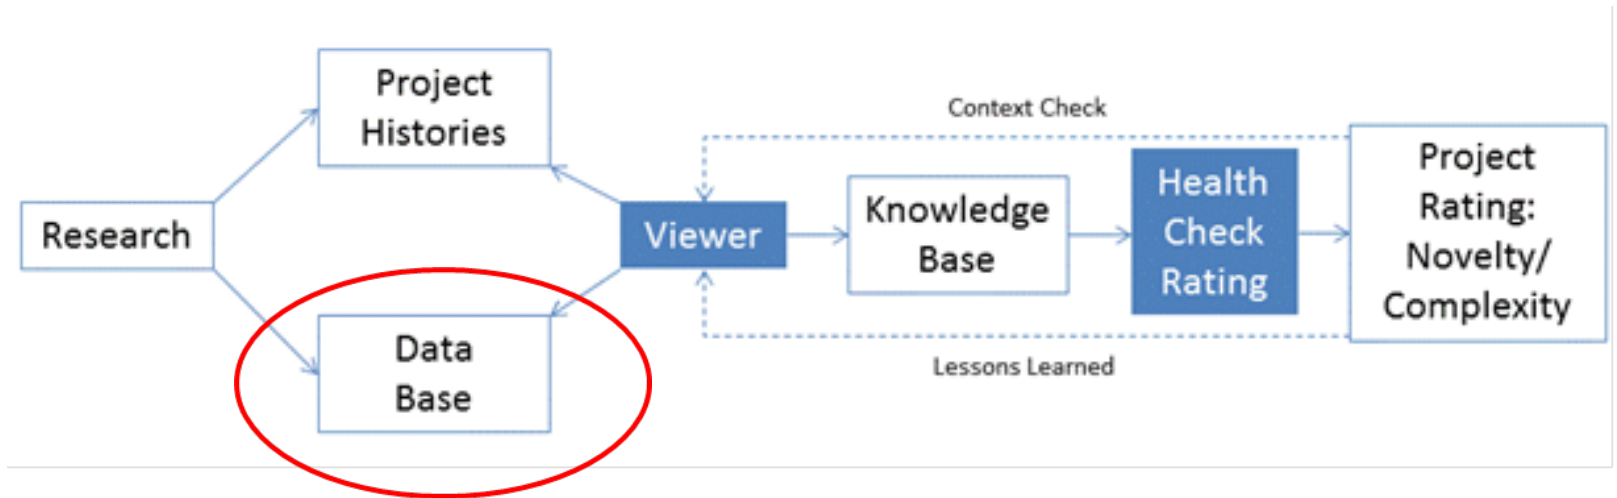 Project
Histories
Research
Data
Base
Viewer
Context Check
Lessons Learned
Knowledge
Base
Health
Check
Rating
Project
Rating:
Novelty/
Complexity